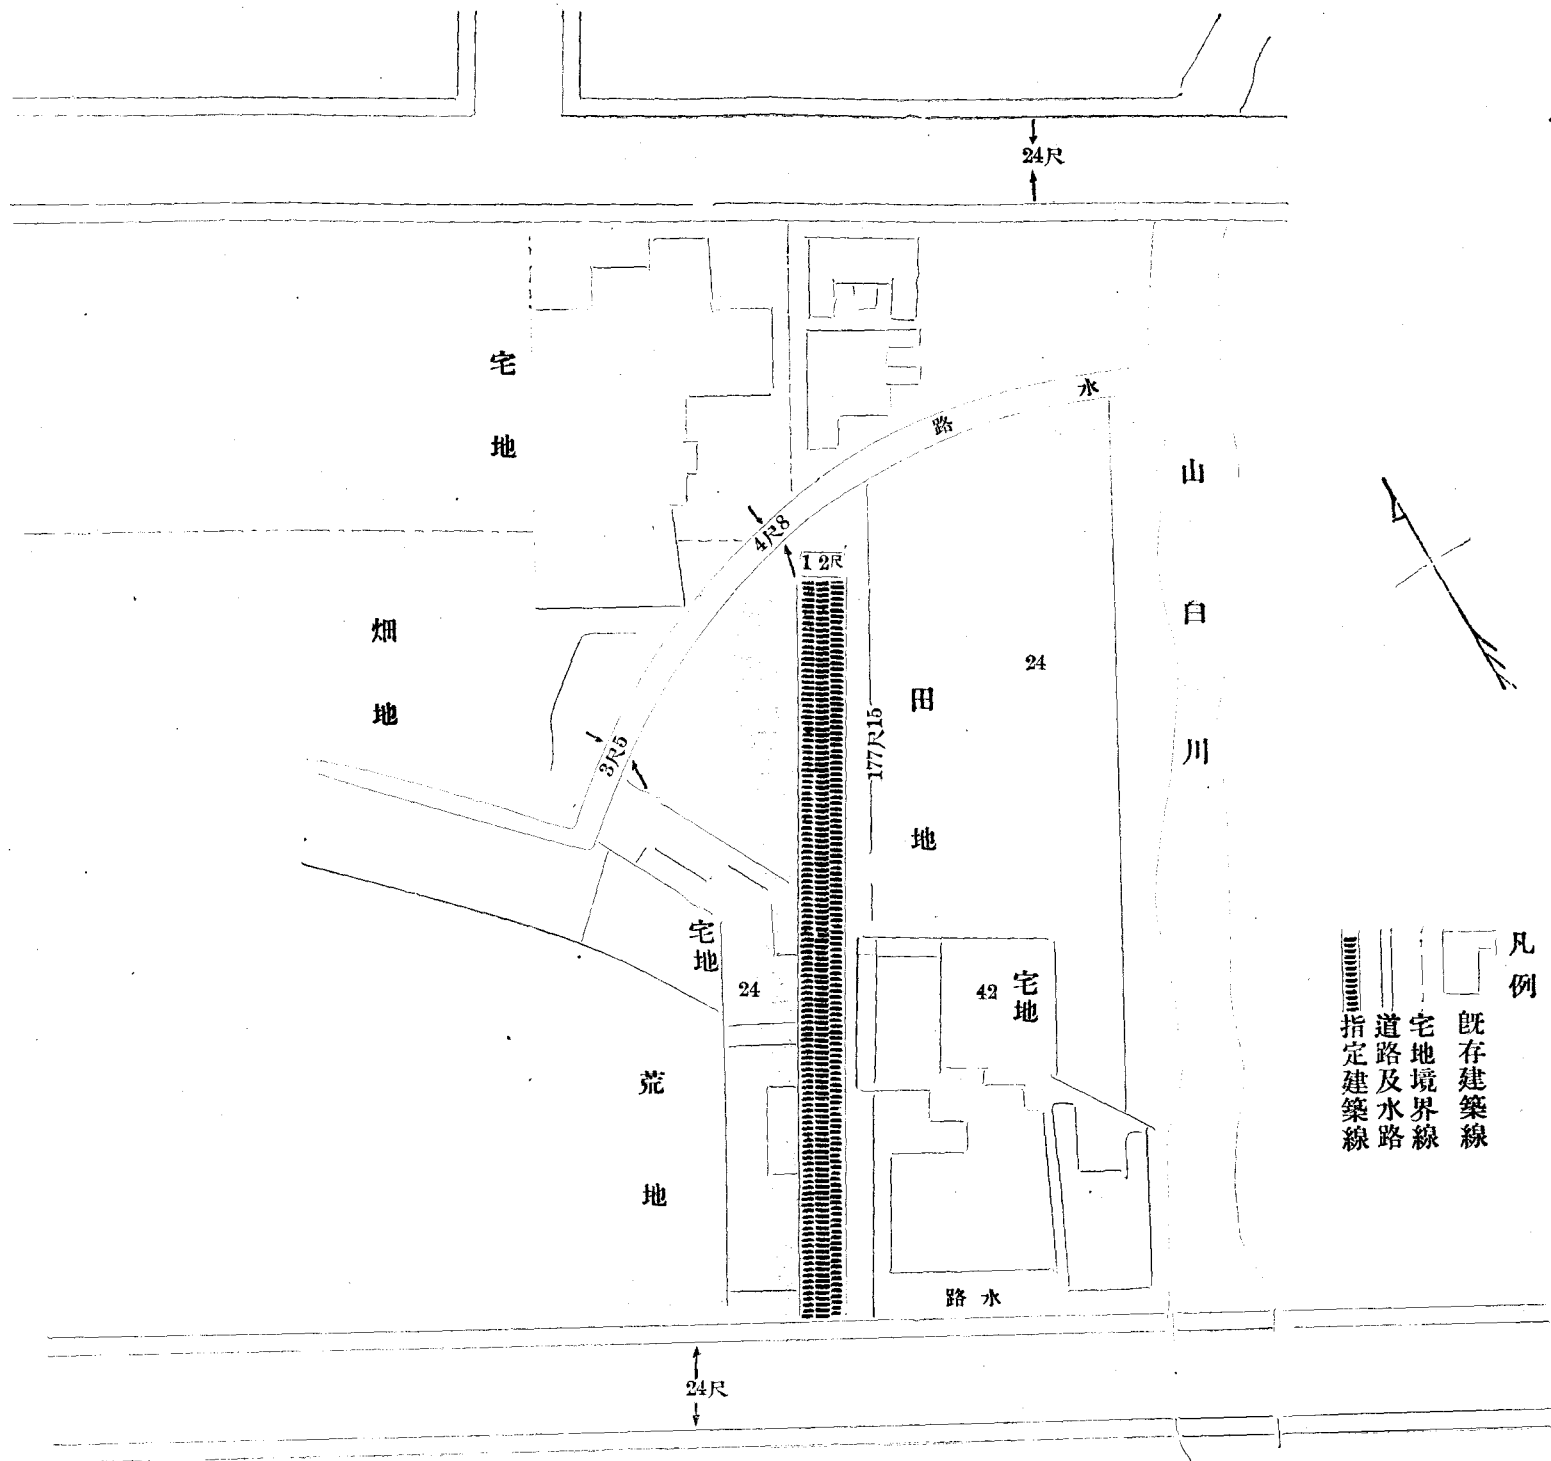 24尺
宅地
水路
4尺8
12尺
山白川
畑地
24
田地
177尺15
3尺5
宅地
24
42
宅地
荒地
路水
24尺
凡例
既存建築線
宅地境界線
道路及水路
指定建築線